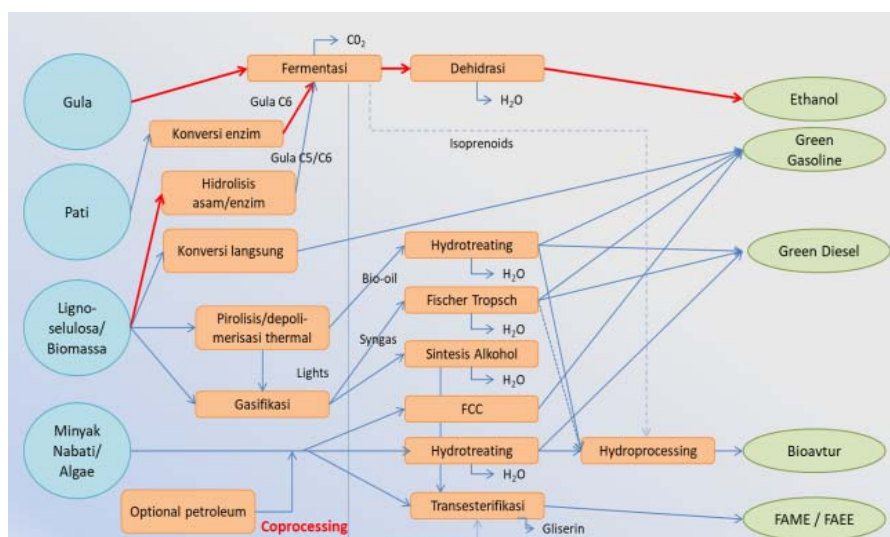 CO₂
Fermentasi
Dehidrasi
H₂O
Gula
Gula C6
Ethanol
Konversi enzim
Isoprenoids
Green
Gasoline
Gula C5/C6
Pati
Hidrolisis
asam/enzim
Konversi langsung
Hydrotreating
Green Diesel
H₂O
Bio-oil
Ligno-
selulosa/
Biomassa
Pirolisis/depoli-
merisasi thermal
Fischer Tropsch
H₂O
Syngas
Sintesis Alkohol
Lights
H₂O
Gasifikasi
FCC
Minyak
Nabati/
Algae
Hydrotreating
Hydroprocessing
Bioavtur
H₂O
Optional petroleum
Coprocessing
Transesterifikasi
Gliserin
FAME / FAEE